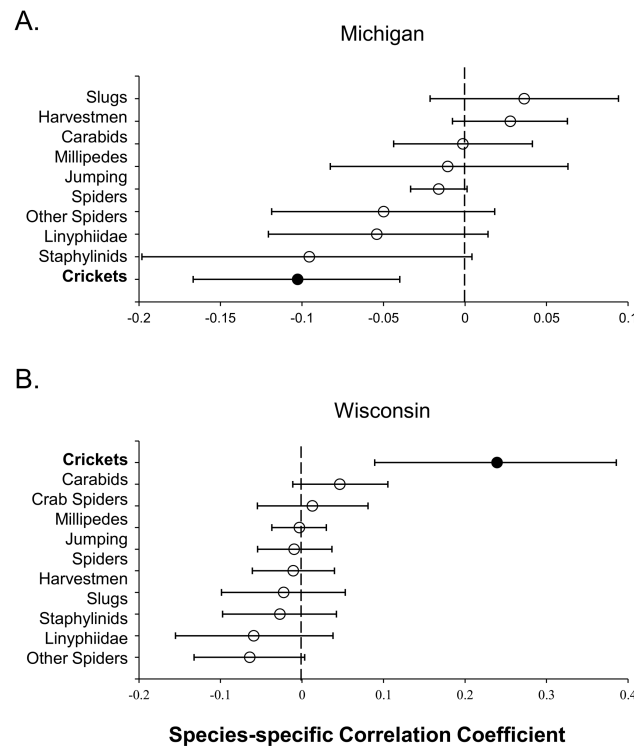 A.
Michigan
Slugs
Harvestmen
Carabids
Millipedes
Jumping
Spiders
Other Spiders
Linyphiidae
Staphylinids
Crickets
-0.2 -0.15 -0.1 -0.05 0 0.05 0.1
B.
Wisconsin
Crickets
Carabids
Crab Spiders
Millipedes
Jumping
Spiders
Harvestmen
Slugs
Staphylinids
Linyphiidae
Other Spiders
-0.2 -0.1 0 0.1 0.2 0.3 0.4
Species-specific Correlation Coefficient